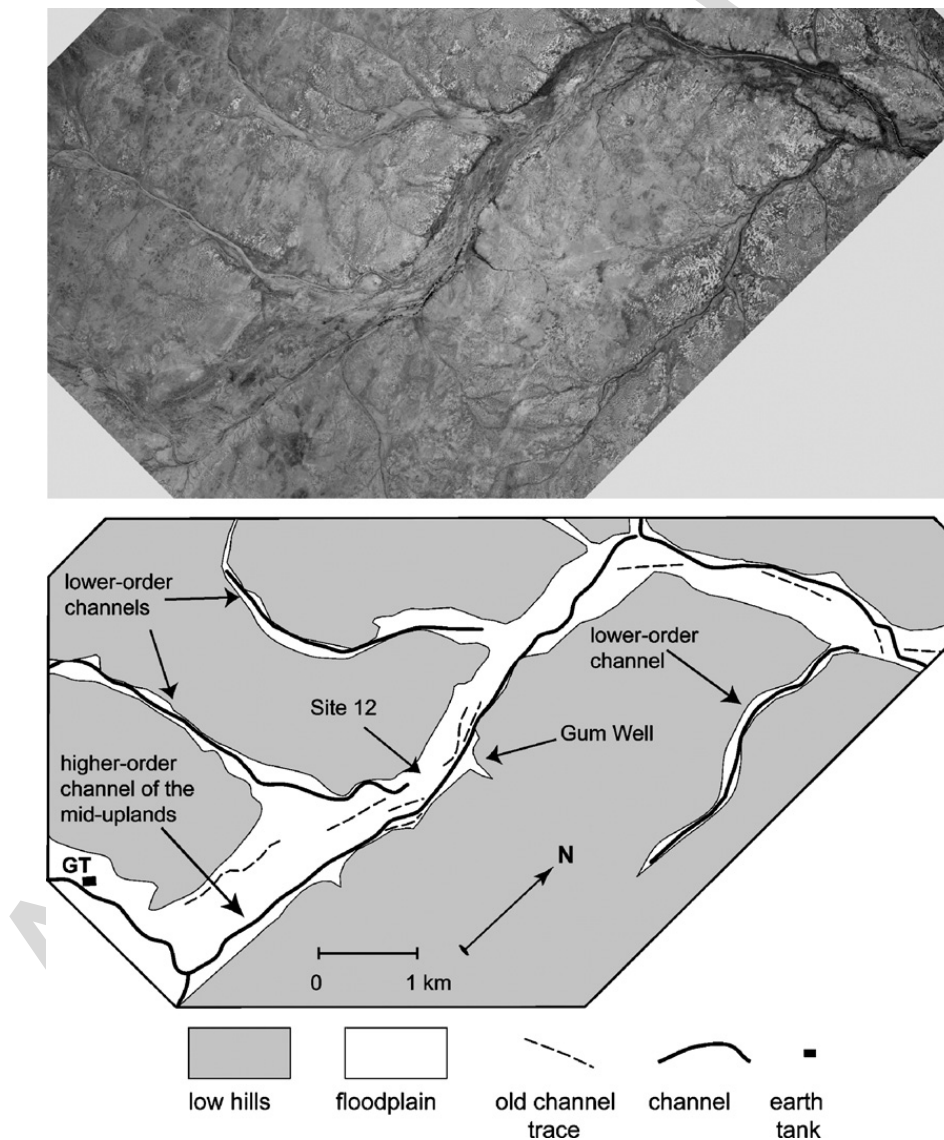 lower-order
channels
lower-order
channel
Site 12
Gum Well
higher-order
channel of the
mid-uplands
GT
N
0 1 km
low hills
floodplain
old channel
trace
channel
earth
tank